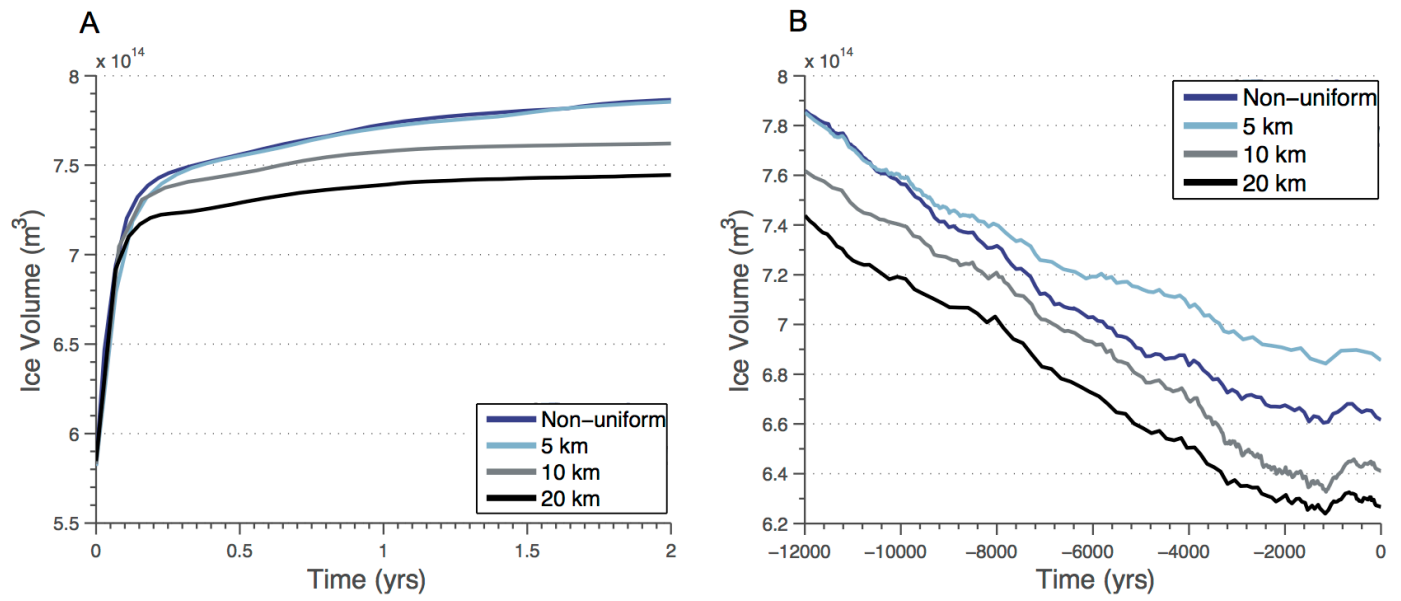 A
x 10^14
8
7.5
7
6.5
6
5.5
Ice Volume (m^3)
0
0.5
1
1.5
2
Time (yrs)
Non−uniform
5 km
10 km
20 km
B
x 10^14
8
7.8
7.6
7.4
7.2
7
6.8
6.6
6.4
6.2
Ice Volume (m^3)
−12000
−10000
−8000
−6000
−4000
−2000
0
Time (yrs)
Non−uniform
5 km
10 km
20 km